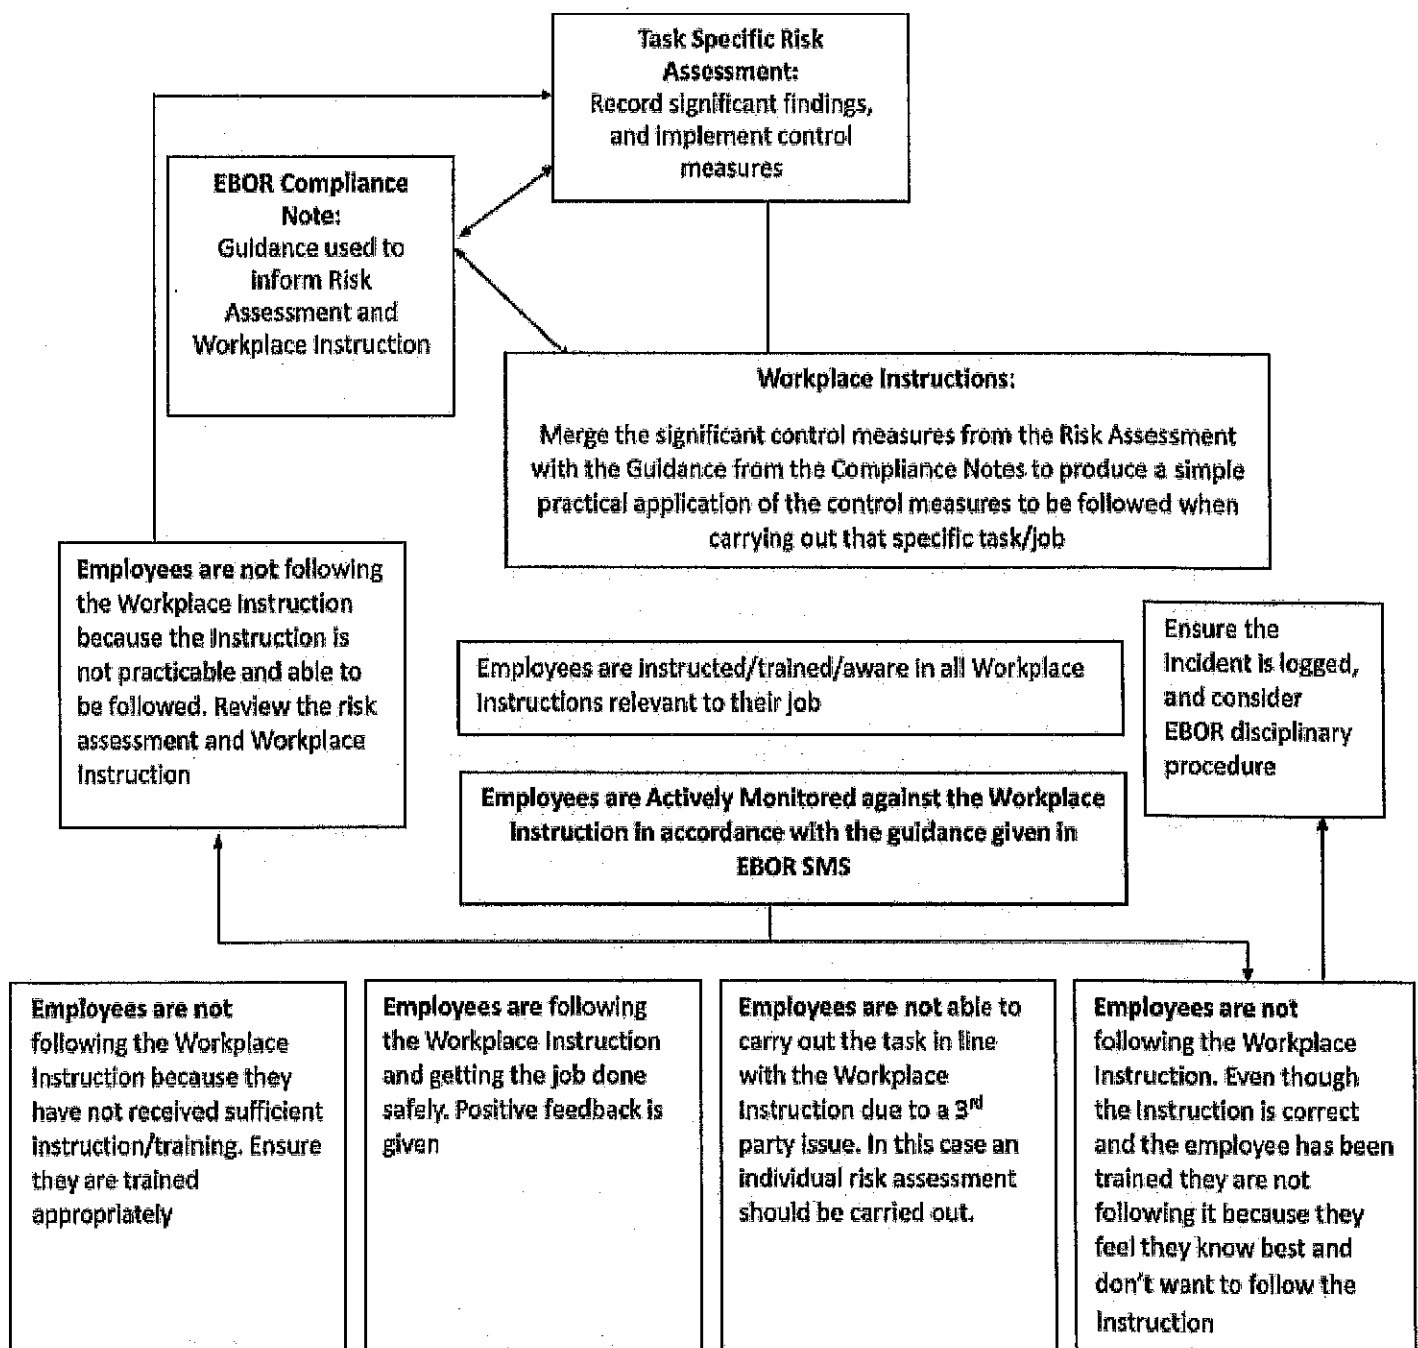 Task Specific Risk
Assessment:
Record significant findings,
and implement control
measures
EBOR Compliance
Note:
Guidance used to
inform Risk
Assessment and
Workplace Instruction
Workplace Instructions:
Merge the significant control measures from the Risk Assessment
with the Guidance from the Compliance Notes to produce a simple
practical application of the control measures to be followed when
carrying out that specific task/job
Employees are not following
the Workplace Instruction
because the Instruction is
not practicable and able to
be followed. Review the risk
assessment and Workplace
Instruction
Employees are instructed/trained/aware in all Workplace
Instructions relevant to their job
Ensure the
incident is logged,
and consider
EBOR disciplinary
procedure
Employees are Actively Monitored against the Workplace
Instruction in accordance with the guidance given in
EBOR SMS
Employees are not
following the Workplace
Instruction because they
have not received sufficient
instruction/training. Ensure
they are trained
appropriately
Employees are following
the Workplace Instruction
and getting the job done
safely. Positive feedback is
given
Employees are not able to
carry out the task in line
with the Workplace
Instruction due to a 3rd
party issue. In this case an
individual risk assessment
should be carried out.
Employees are not
following the Workplace
Instruction. Even though
the Instruction is correct
and the employee has been
trained they are not
following it because they
feel they know best and
don't want to follow the
Instruction